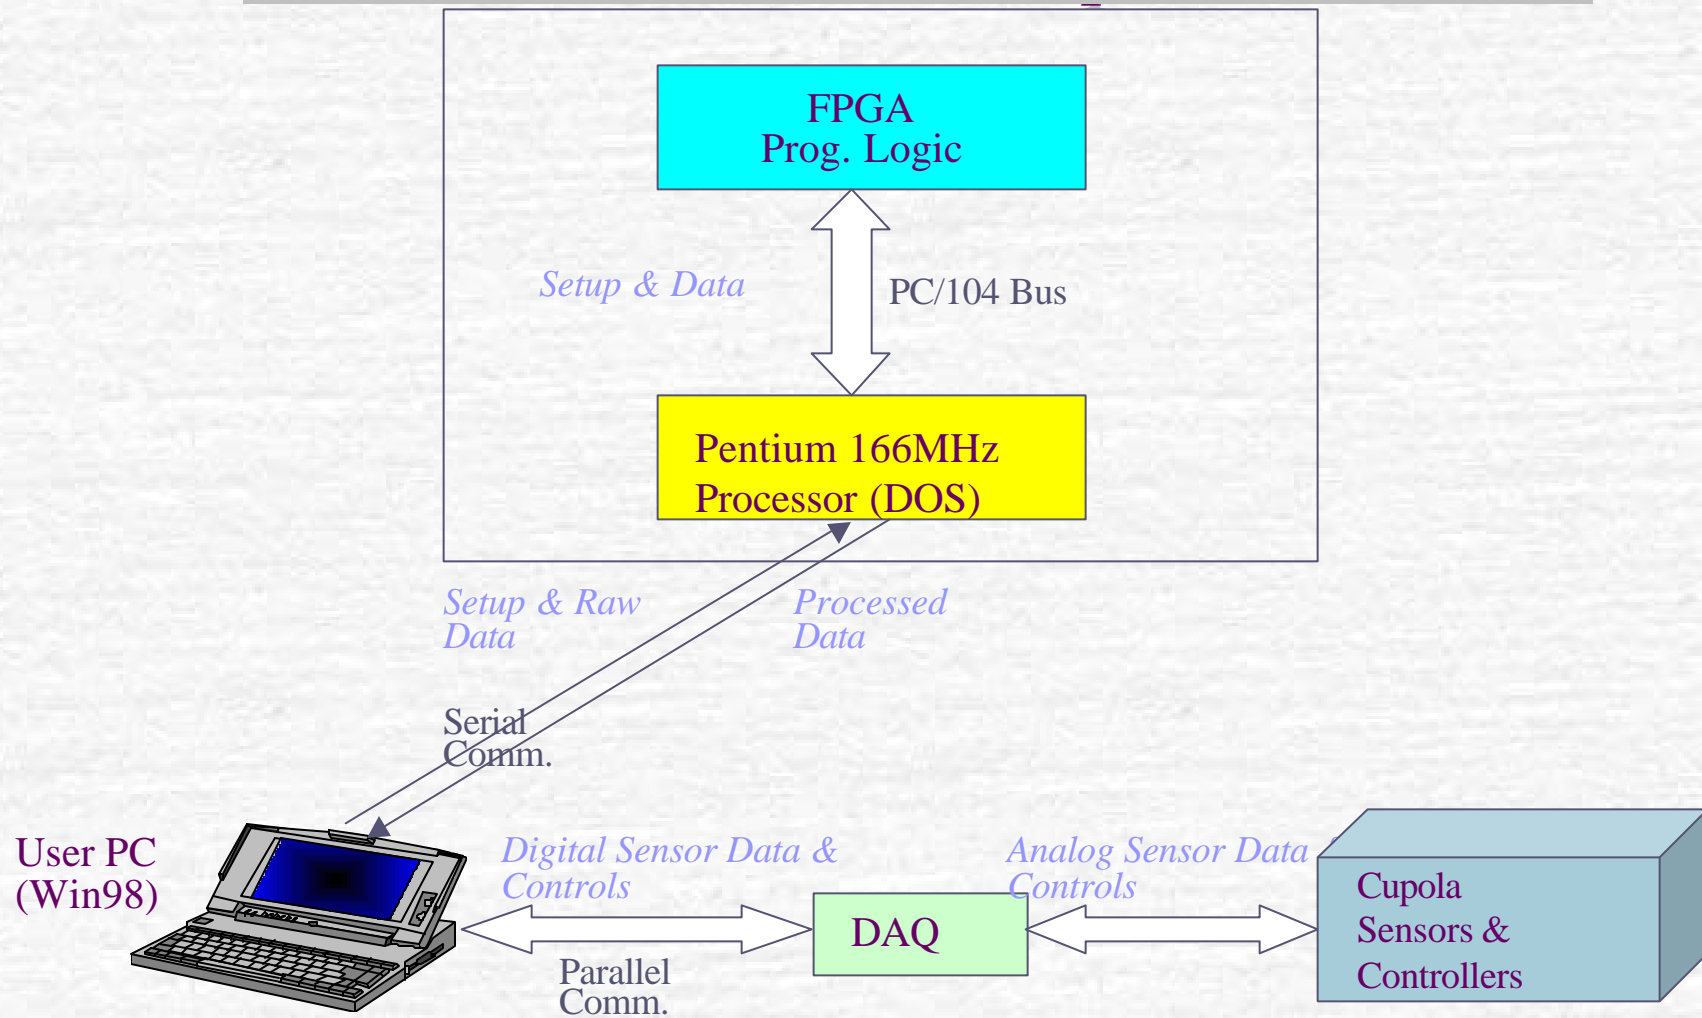 FPGA
Prog. Logic
Setup & Data
PC/104 Bus
Pentium 166MHz
Processor (DOS)
Setup & Raw
Data
Processed
Data
Serial
Comm.
User PC
(Win98)
Digital Sensor Data &
Controls
Analog Sensor Data
Controls
DAQ
Parallel
Comm.
Cupola
Sensors &
Controllers